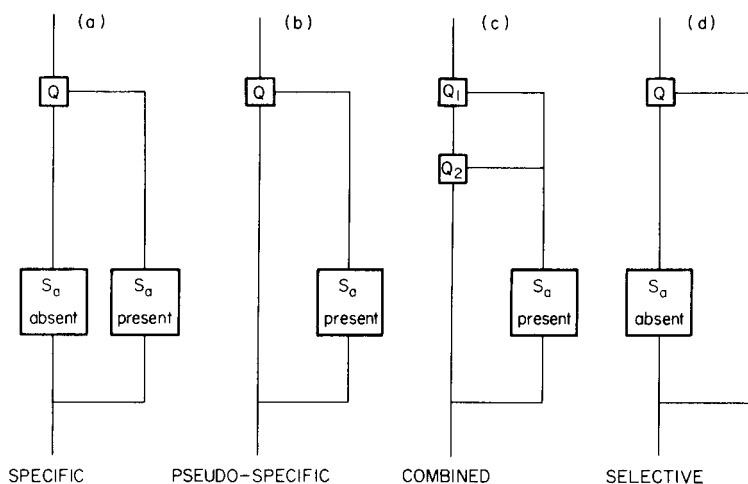 (a) (b) (c) (d)
Q Q Q₁ Q
Q₂
Sₐ Sₐ Sₐ Sₐ Sₐ
absent present present present absent
SPECIFIC PSEUDO-SPECIFIC COMBINED SELECTIVE